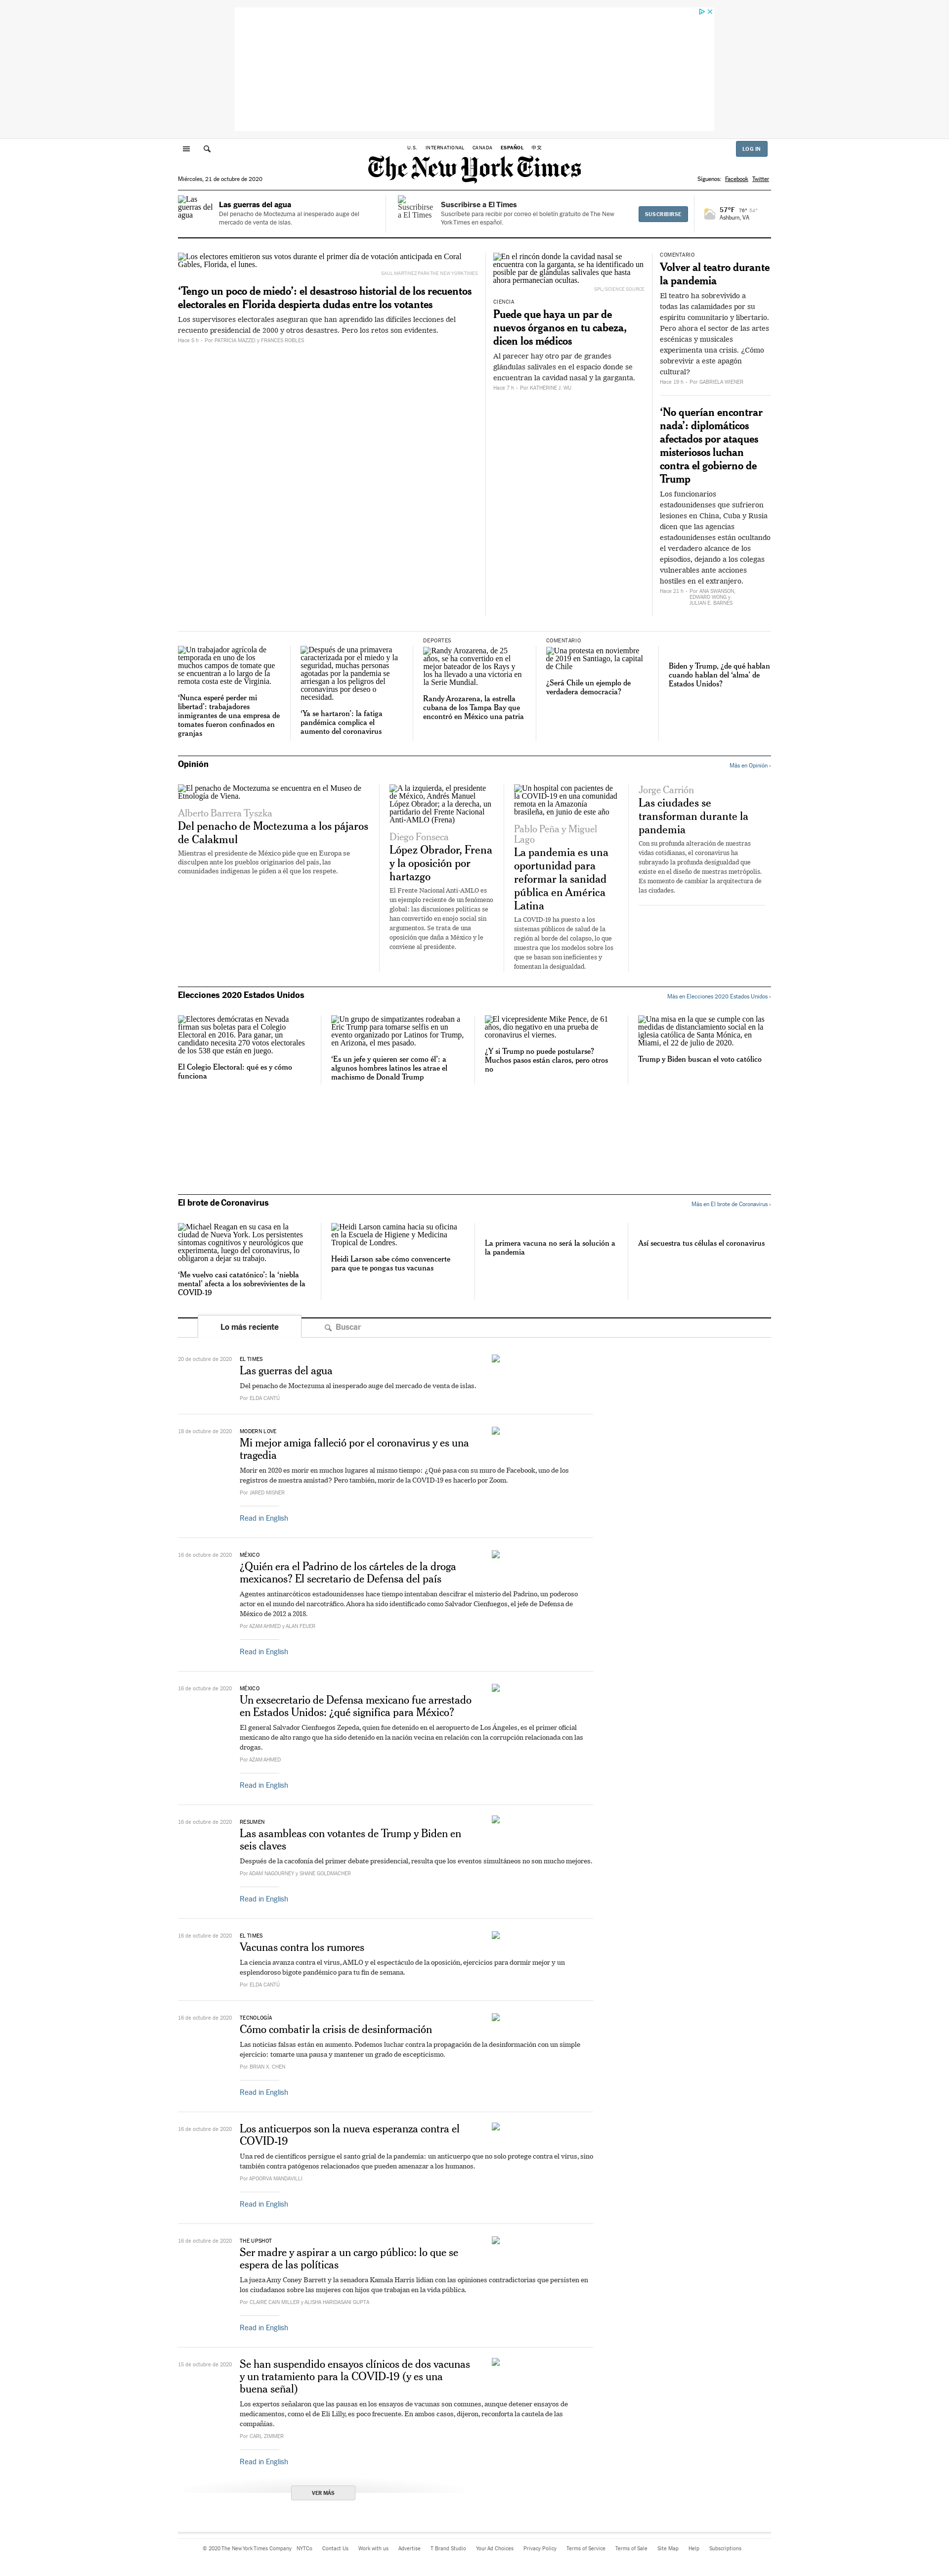 U.S. INTERNATIONAL CANADA ESPAÑOL 中文
LOG IN
The New York Times
Miércoles, 21 de octubre de 2020
Síguenos: Facebook Twitter
Las guerras del agua
Las guerras del agua
Del penacho de Moctezuma al inesperado auge del
mercado de venta de islas.
Suscribirse a El Times
Suscribirse a El Times
Suscríbete para recibir por correo el boletín gratuito de The New
York Times en español.
SUSCRIBIRSE
57°F 78° 54°
Ashburn, VA
Los electores emitieron sus votos durante el primer día de votación anticipada en Coral
Gables, Florida, el lunes.
SAUL MARTINEZ PARA THE NEW YORK TIMES
‘Tengo un poco de miedo’: el desastroso historial de los recuentos
electorales en Florida despierta dudas entre los votantes
Los supervisores electorales aseguran que han aprendido las difíciles lecciones del
recuento presidencial de 2000 y otros desastres. Pero los retos son evidentes.
Hace 5 h - Por PATRICIA MAZZEI y FRANCES ROBLES
En el rincón donde la cavidad nasal se
encuentra con la garganta, se ha identificado un
posible par de glándulas salivales que hasta
ahora permanecían ocultas.
SPL/SCIENCE SOURCE
CIENCIA
Puede que haya un par de
nuevos órganos en tu cabeza,
dicen los médicos
Al parecer hay otro par de grandes
glándulas salivales en el espacio donde se
encuentran la cavidad nasal y la garganta.
Hace 7 h - Por KATHERINE J. WU
COMENTARIO
Volver al teatro durante
la pandemia
El teatro ha sobrevivido a
todas las calamidades por su
espíritu comunitario y libertario.
Pero ahora el sector de las artes
escénicas y musicales
experimenta una crisis. ¿Cómo
sobrevivir a este apagón
cultural?
Hace 19 h - Por GABRIELA WIENER
‘No querían encontrar
nada’: diplomáticos
afectados por ataques
misteriosos luchan
contra el gobierno de
Trump
Los funcionarios
estadounidenses que sufrieron
lesiones en China, Cuba y Rusia
dicen que las agencias
estadounidenses están ocultando
el verdadero alcance de los
episodios, dejando a los colegas
vulnerables ante acciones
hostiles en el extranjero.
Hace 21 h - Por ANA SWANSON,
EDWARD WONG y
JULIAN E. BARNES
Un trabajador agrícola de
temporada en uno de los
muchos campos de tomate que
se encuentran a lo largo de la
remota costa este de Virginia.
‘Nunca esperé perder mi
libertad’: trabajadores
inmigrantes de una empresa de
tomates fueron confinados en
granjas
Después de una primavera
caracterizada por el miedo y la
seguridad, muchas personas
agotadas por la pandemia se
arriesgan a los peligros del
coronavirus por deseo o
necesidad.
‘Ya se hartaron’: la fatiga
pandémica complica el
aumento del coronavirus
DEPORTES
Randy Arozarena, de 25
años, se ha convertido en el
mejor bateador de los Rays y
los ha llevado a una victoria en
la Serie Mundial.
Randy Arozarena, la estrella
cubana de los Tampa Bay que
encontró en México una patria
COMENTARIO
Una protesta en noviembre
de 2019 en Santiago, la capital
de Chile
¿Será Chile un ejemplo de
verdadera democracia?
Biden y Trump, ¿de qué hablan
cuando hablan del ‘alma’ de
Estados Unidos?
Opinión
Más en Opinión ›
El penacho de Moctezuma se encuentra en el Museo de
Etnología de Viena.
Alberto Barrera Tyszka
Del penacho de Moctezuma a los pájaros
de Calakmul
Mientras el presidente de México pide que en Europa se
disculpen ante los pueblos originarios del país, las
comunidades indígenas le piden a él que los respete.
A la izquierda, el presidente
de México, Andrés Manuel
López Obrador; a la derecha, un
partidario del Frente Nacional
Anti-AMLO (Frena)
Diego Fonseca
López Obrador, Frena
y la oposición por
hartazgo
El Frente Nacional Anti-AMLO es
un ejemplo reciente de un fenómeno
global: las discusiones políticas se
han convertido en enojo social sin
argumentos. Se trata de una
oposición que daña a México y le
conviene al presidente.
Un hospital con pacientes de
la COVID-19 en una comunidad
remota en la Amazonía
brasileña, en junio de este año
Pablo Peña y Miguel
Lago
La pandemia es una
oportunidad para
reformar la sanidad
pública en América
Latina
La COVID-19 ha puesto a los
sistemas públicos de salud de la
región al borde del colapso, lo que
muestra que los modelos sobre los
que se basan son ineficientes y
fomentan la desigualdad.
Jorge Carrión
Las ciudades se
transforman durante la
pandemia
Con su profunda alteración de nuestras
vidas cotidianas, el coronavirus ha
subrayado la profunda desigualdad que
existe en el diseño de nuestras metrópolis.
Es momento de cambiar la arquitectura de
las ciudades.
Elecciones 2020 Estados Unidos
Más en Elecciones 2020 Estados Unidos ›
Electores demócratas en Nevada
firman sus boletas para el Colegio
Electoral en 2016. Para ganar, un
candidato necesita 270 votos electorales
de los 538 que están en juego.
El Colegio Electoral: qué es y cómo
funciona
Un grupo de simpatizantes rodeaban a
Eric Trump para tomarse selfis en un
evento organizado por Latinos for Trump,
en Arizona, el mes pasado.
‘Es un jefe y quieren ser como él’: a
algunos hombres latinos les atrae el
machismo de Donald Trump
El vicepresidente Mike Pence, de 61
años, dio negativo en una prueba de
coronavirus el viernes.
¿Y si Trump no puede postularse?
Muchos pasos están claros, pero otros
no
Una misa en la que se cumple con las
medidas de distanciamiento social en la
iglesia católica de Santa Mónica, en
Miami, el 22 de julio de 2020.
Trump y Biden buscan el voto católico
El brote de Coronavirus
Más en El brote de Coronavirus ›
Michael Reagan en su casa en la
ciudad de Nueva York. Los persistentes
síntomas cognitivos y neurológicos que
experimenta, luego del coronavirus, lo
obligaron a dejar su trabajo.
‘Me vuelvo casi catatónico’: la ‘niebla
mental’ afecta a los sobrevivientes de la
COVID-19
Heidi Larson camina hacia su oficina
en la Escuela de Higiene y Medicina
Tropical de Londres.
Heidi Larson sabe cómo convencerte
para que te pongas tus vacunas
La primera vacuna no será la solución a
la pandemia
Así secuestra tus células el coronavirus
Lo más reciente
Buscar
20 de octubre de 2020
EL TIMES
Las guerras del agua
Del penacho de Moctezuma al inesperado auge del mercado de venta de islas.
Por ELDA CANTÚ
18 de octubre de 2020
MODERN LOVE
Mi mejor amiga falleció por el coronavirus y es una
tragedia
Morir en 2020 es morir en muchos lugares al mismo tiempo: ¿Qué pasa con su muro de Facebook, uno de los
registros de nuestra amistad? Pero también, morir de la COVID-19 es hacerlo por Zoom.
Por JARED MISNER
Read in English
16 de octubre de 2020
MÉXICO
¿Quién era el Padrino de los cárteles de la droga
mexicanos? El secretario de Defensa del país
Agentes antinarcóticos estadounidenses hace tiempo intentaban descifrar el misterio del Padrino, un poderoso
actor en el mundo del narcotráfico. Ahora ha sido identificado como Salvador Cienfuegos, el jefe de Defensa de
México de 2012 a 2018.
Por AZAM AHMED y ALAN FEUER
Read in English
16 de octubre de 2020
MÉXICO
Un exsecretario de Defensa mexicano fue arrestado
en Estados Unidos: ¿qué significa para México?
El general Salvador Cienfuegos Zepeda, quien fue detenido en el aeropuerto de Los Ángeles, es el primer oficial
mexicano de alto rango que ha sido detenido en la nación vecina en relación con la corrupción relacionada con las
drogas.
Por AZAM AHMED
Read in English
16 de octubre de 2020
RESUMEN
Las asambleas con votantes de Trump y Biden en
seis claves
Después de la cacofonía del primer debate presidencial, resulta que los eventos simultáneos no son mucho mejores.
Por ADAM NAGOURNEY y SHANE GOLDMACHER
Read in English
16 de octubre de 2020
EL TIMES
Vacunas contra los rumores
La ciencia avanza contra el virus, AMLO y el espectáculo de la oposición, ejercicios para dormir mejor y un
esplendoroso bigote pandémico para tu fin de semana.
Por ELDA CANTÚ
16 de octubre de 2020
TECNOLOGÍA
Cómo combatir la crisis de desinformación
Las noticias falsas están en aumento. Podemos luchar contra la propagación de la desinformación con un simple
ejercicio: tomarte una pausa y mantener un grado de escepticismo.
Por BRIAN X. CHEN
Read in English
16 de octubre de 2020
Los anticuerpos son la nueva esperanza contra el
COVID-19
Una red de científicos persigue el santo grial de la pandemia: un anticuerpo que no solo protege contra el virus, sino
también contra patógenos relacionados que pueden amenazar a los humanos.
Por APOORVA MANDAVILLI
Read in English
16 de octubre de 2020
THE UPSHOT
Ser madre y aspirar a un cargo público: lo que se
espera de las políticas
La jueza Amy Coney Barrett y la senadora Kamala Harris lidian con las opiniones contradictorias que persisten en
los ciudadanos sobre las mujeres con hijos que trabajan en la vida pública.
Por CLAIRE CAIN MILLER y ALISHA HARIDASANI GUPTA
Read in English
15 de octubre de 2020
Se han suspendido ensayos clínicos de dos vacunas
y un tratamiento para la COVID-19 (y es una
buena señal)
Los expertos señalaron que las pausas en los ensayos de vacunas son comunes, aunque detener ensayos de
medicamentos, como el de Eli Lilly, es poco frecuente. En ambos casos, dijeron, reconforta la cautela de las
compañías.
Por CARL ZIMMER
Read in English
VER MÁS
© 2020 The New York Times Company NYTCo Contact Us Work with us Advertise T Brand Studio Your Ad Choices Privacy Policy Terms of Service Terms of Sale Site Map Help Subscriptions